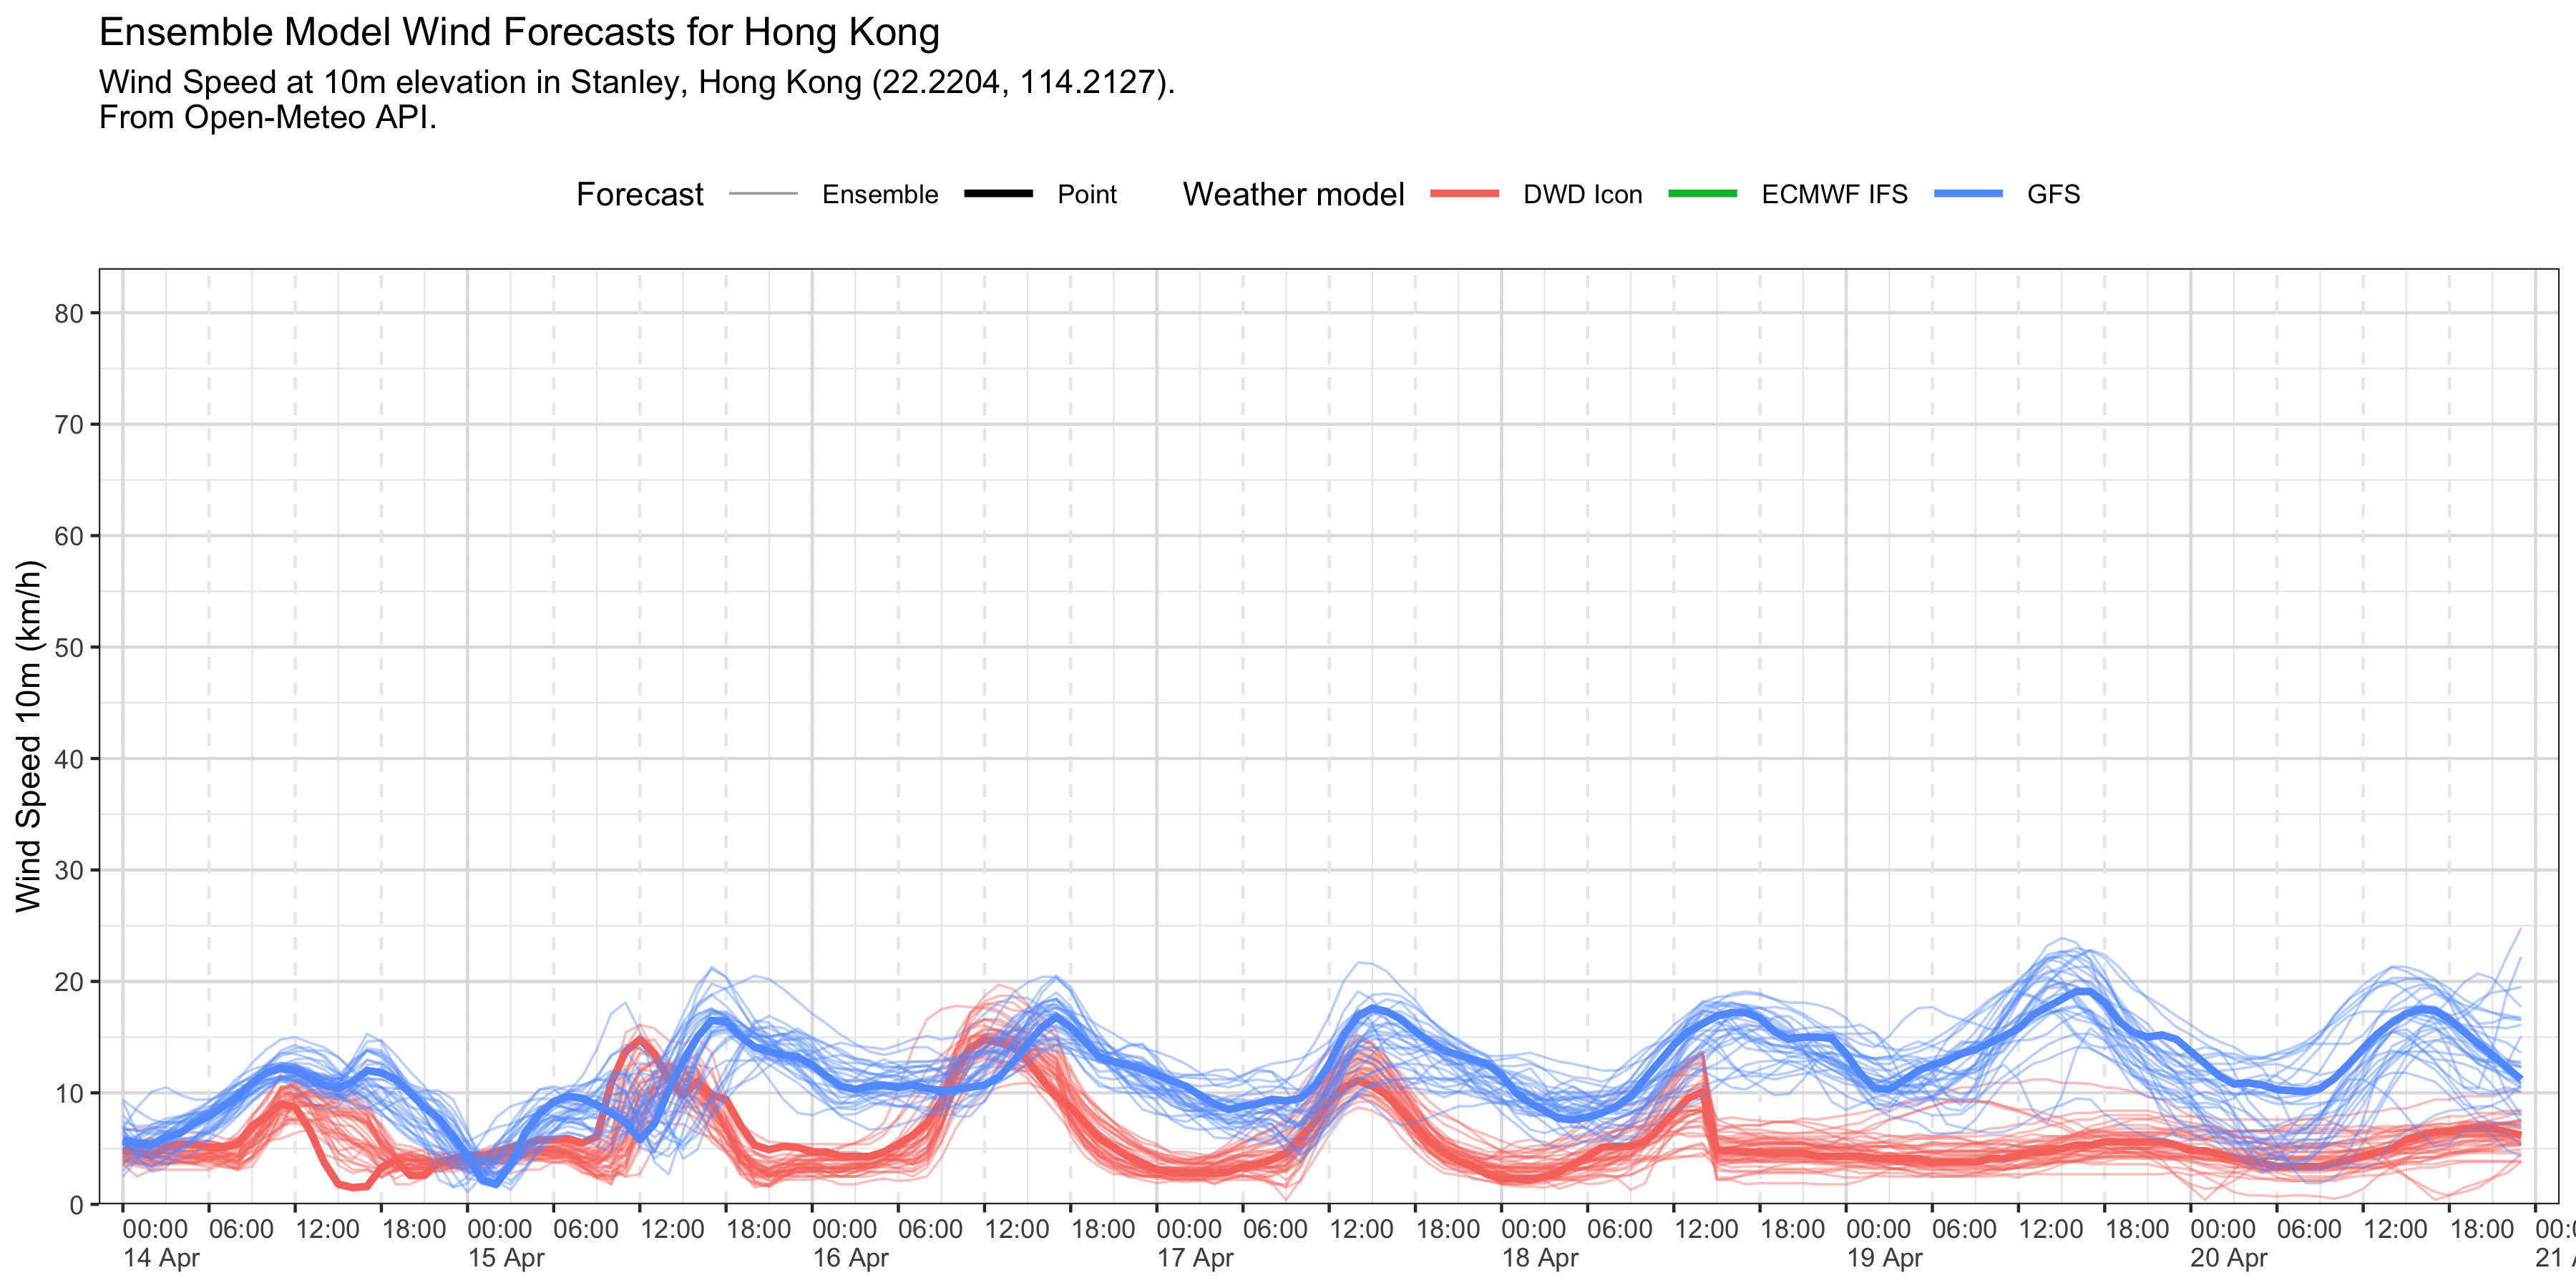 Ensemble Model Wind Forecasts for Hong Kong
Wind Speed at 10m elevation in Stanley, Hong Kong (22.2204, 114.2127).
From Open-Meteo API.
Forecast Ensemble Point Weather model DWD Icon ECMWF IFS GFS
Wind Speed 10m (km/h)
80
70
60
50
40
30
20
10
0
00:00 06:00 12:00 18:00 00:00 06:00 12:00 18:00 00:00 06:00 12:00 18:00 00:00 06:00 12:00 18:00 00:00 06:00 12:00 18:00 00:00 06:00 12:00 18:00 00:00 06:00 12:00 18:00
14 Apr 15 Apr 16 Apr 17 Apr 18 Apr 19 Apr 20 Apr 21